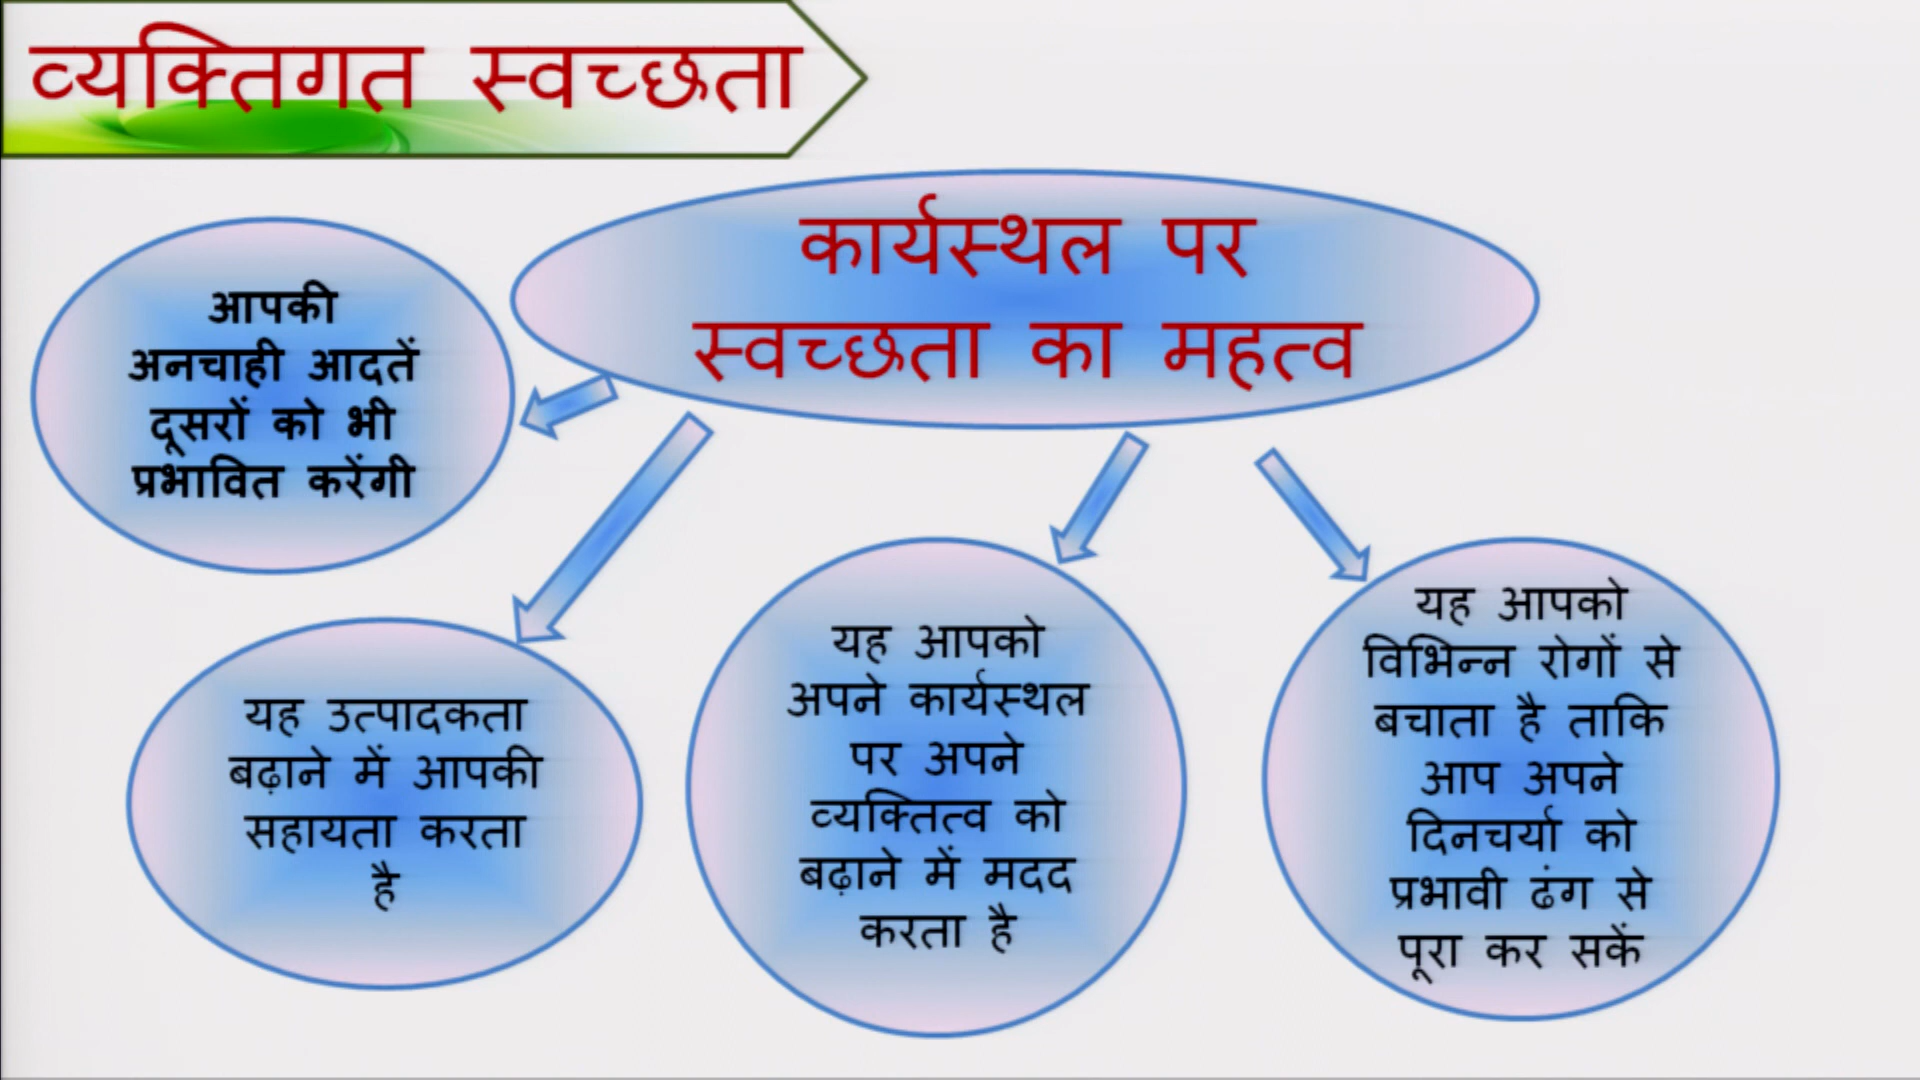 व्यक्तिगत स्वच्छता
कार्यस्थल पर
स्वच्छता का महत्व
आपकी
अनचाही आदतें
दूसरों को भी
प्रभावित करेंगी
यह उत्पादकता
बढ़ाने में आपकी
सहायता करता
है
यह आपको
अपने कार्यस्थल
पर अपने
व्यक्तित्व को
बढ़ाने में मदद
करता है
यह आपको
विभिन्न रोगों से
बचाता है ताकि
आप अपने
दिनचर्या को
प्रभावी ढंग से
पूरा कर सकें